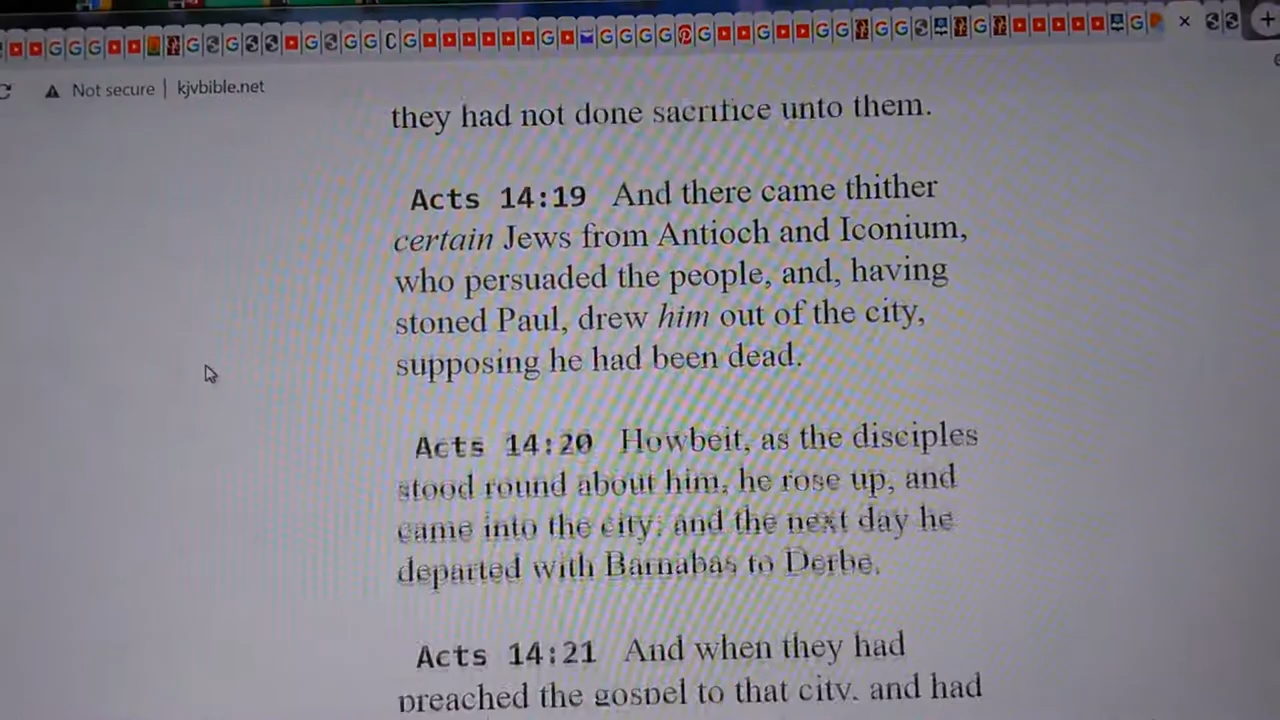 Not secure | kjvbible.net
they had not done sacrifice unto them.
Acts 14:19 And there came thither
certain Jews from Antioch and Iconium,
who persuaded the people, and, having
stoned Paul, drew him out of the city,
supposing he had been dead.
Acts 14:20 Howbeit, as the disciples
stood round about him, he rose up, and
came into the city: and the next day he
departed with Barnabas to Derbe.
Acts 14:21 And when they had
preached the gospel to that city, and had